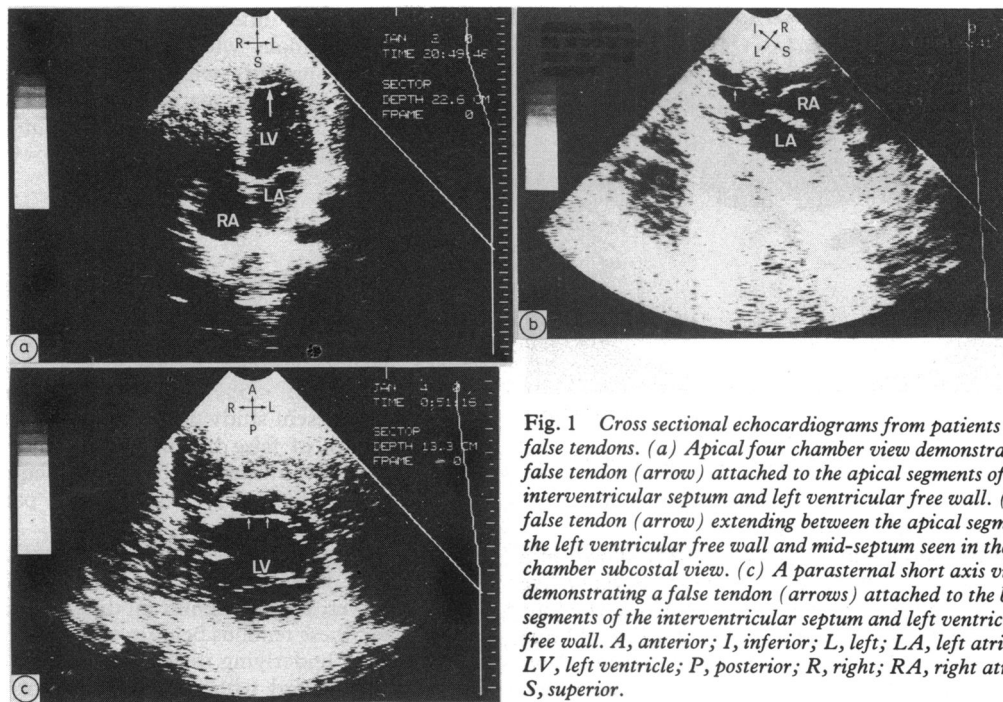 R L
S
JAN 2 0
TIME 20:49:46
SECTOR
DEPTH 22.6 CM
FRAME 0
LV
LA
RA
a
I R
L S
RA
LA
b
A
R L
P
JAN 4 0
TIME 0:51:16
SECTOR
DEPTH 13.3 CM
FRAME 0
LV
c
Fig. 1 Cross sectional echocardiograms from patients
false tendons. (a) Apical four chamber view demonstra
false tendon (arrow) attached to the apical segments of
interventricular septum and left ventricular free wall. (
false tendon (arrow) extending between the apical segm
the left ventricular free wall and mid-septum seen in th
chamber subcostal view. (c) A parasternal short axis vi
demonstrating a false tendon (arrows) attached to the b
segments of the interventricular septum and left ventric
free wall. A, anterior; I, inferior; L, left; LA, left atri
LV, left ventricle; P, posterior; R, right; RA, right at
S, superior.